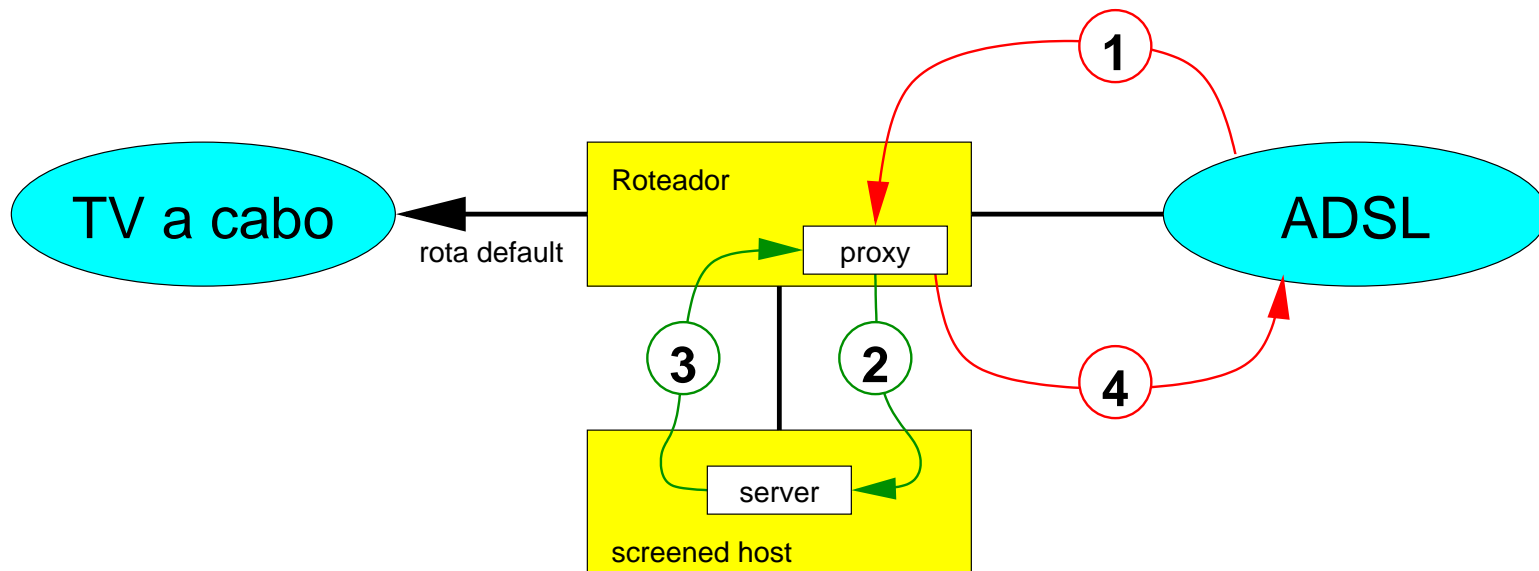 1
Roteador
TV a cabo
ADSL
rota default
proxy
3
2
4
server
screened host